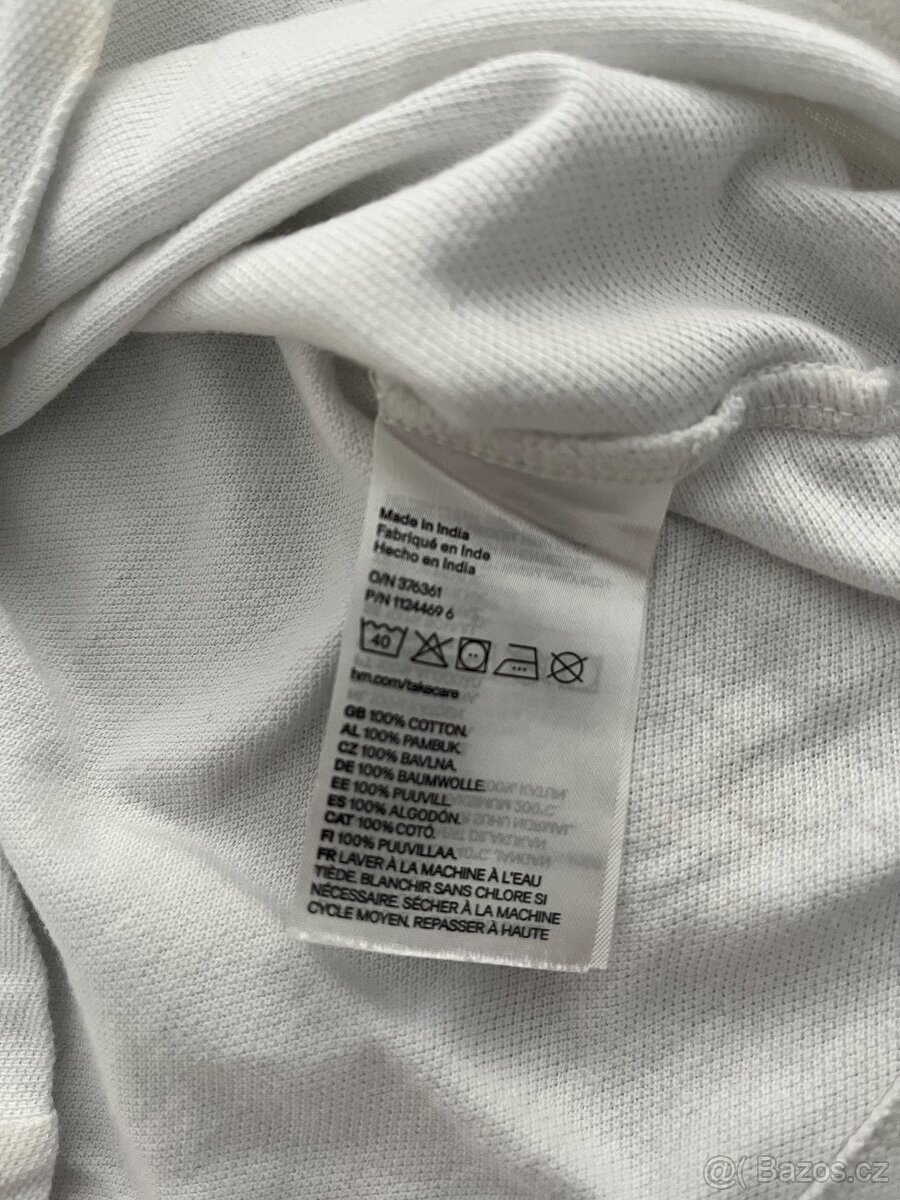 Made in India
Fabriqué en Inde
Hecho en India
O/N 376361
P/N 1124469 6
40
hm.com/takecare
GB 100% COTTON.
AL 100% PAMBUK.
CZ 100% BAVLNA.
DE 100% BAUMWOLLE.
EE 100% PUUVILL.
ES 100% ALGODÓN.
CAT 100% COTÓ.
FI 100% PUUVILLAA.
FR LAVER À LA MACHINE À L'EAU
TIÈDE. BLANCHIR SANS CHLORE SI
NÉCESSAIRE. SÉCHER À LA MACHINE
CYCLE MOYEN. REPASSER À HAUTE
@( Bazos.cz